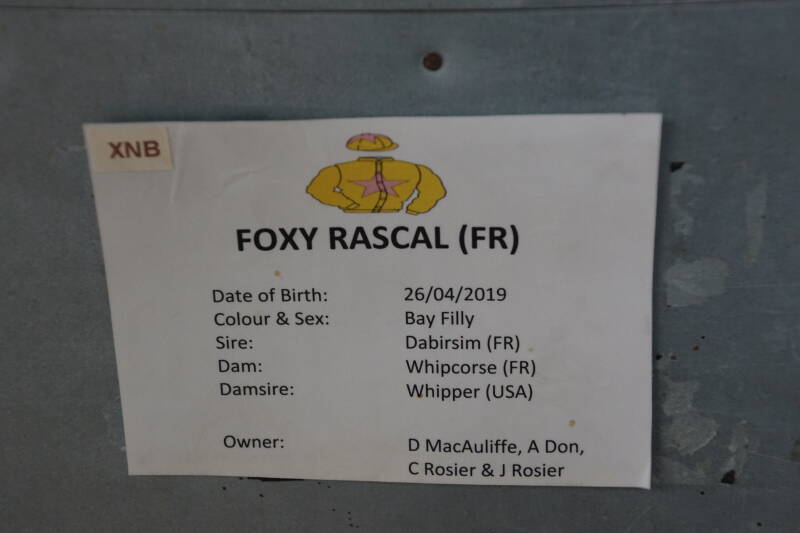 XNB
FOXY RASCAL (FR)
Date of Birth: 26/04/2019
Colour & Sex: Bay Filly
Sire: Dabirsim (FR)
Dam: Whipcorse (FR)
Damsire: Whipper (USA)
Owner: D MacAuliffe, A Don,
C Rosier & J Rosier